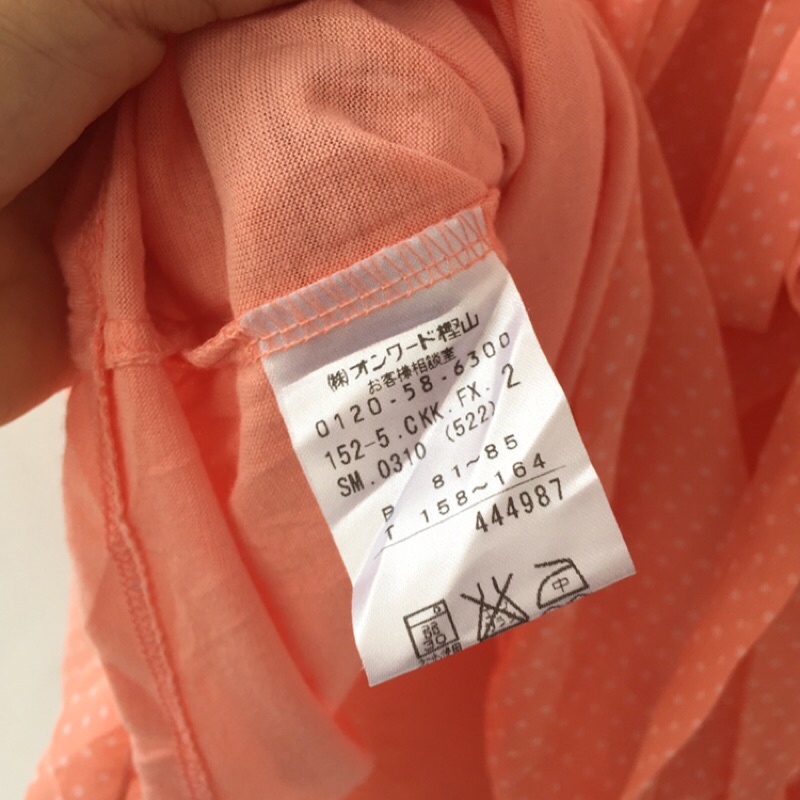 ㈱オンワード樫山
お客様相談室
0120-58-6300
152-5.CKK.FX. 2
SM.0310 (522)
B 81〜85
T 158〜164
444987
中